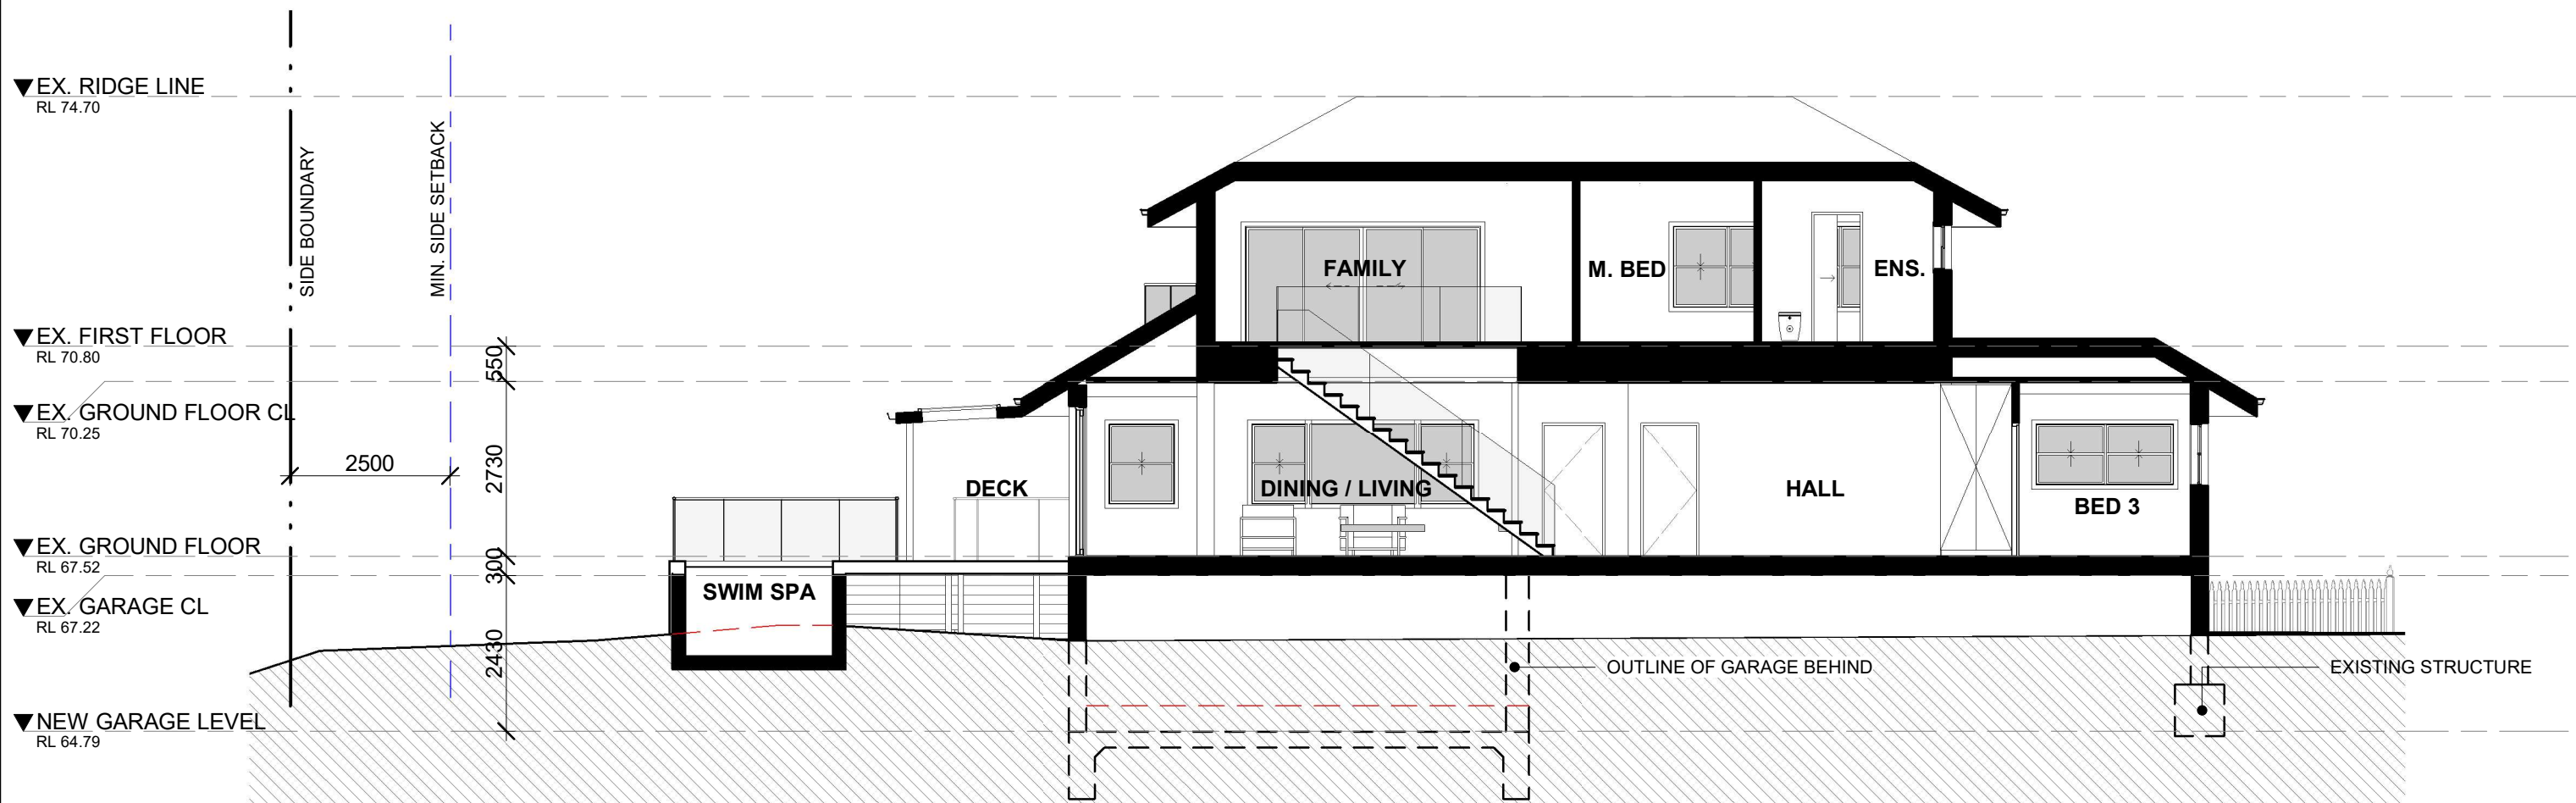 EX. RIDGE LINE
RL 74.70
SIDE BOUNDARY
MIN. SIDE SETBACK
FAMILY
M. BED
ENS.
EX. FIRST FLOOR
RL 70.80
550
EX. GROUND FLOOR CL
RL 70.25
2500
2730
DECK
DINING / LIVING
HALL
BED 3
EX. GROUND FLOOR
RL 67.52
300
SWIM SPA
EX. GARAGE CL
RL 67.22
2430
OUTLINE OF GARAGE BEHIND
EXISTING STRUCTURE
NEW GARAGE LEVEL
RL 64.79